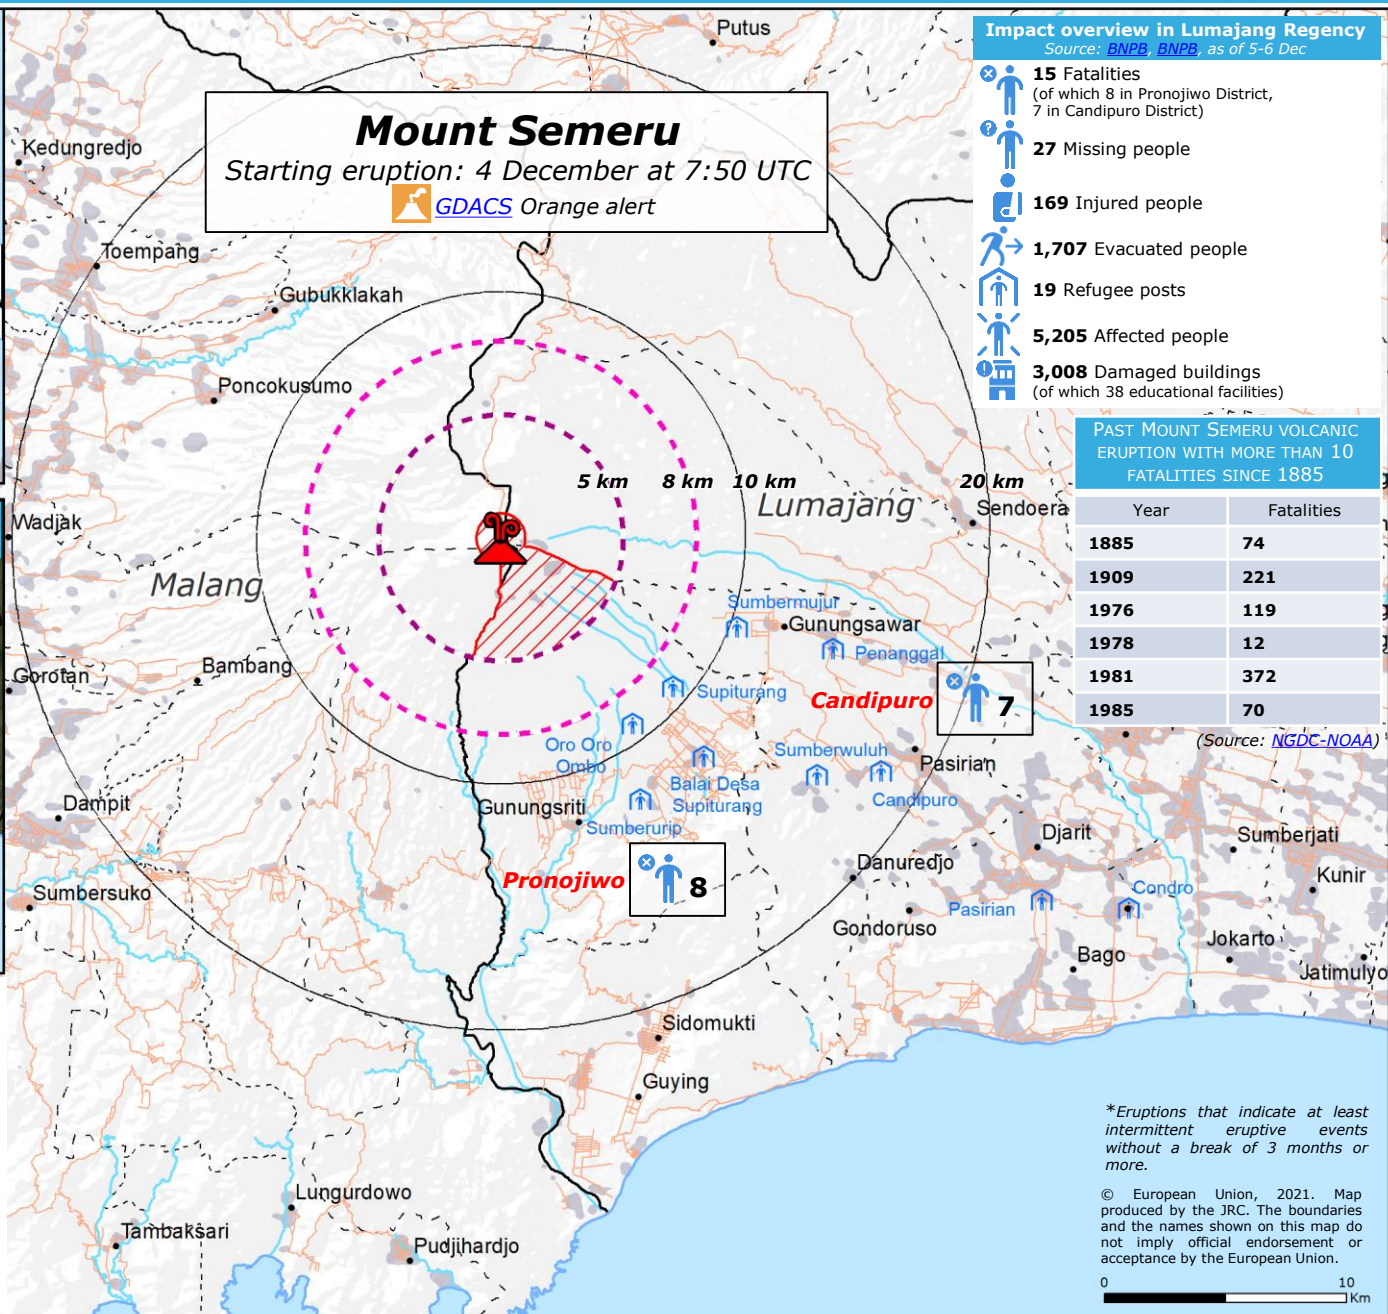 Putus
Impact overview in Lumajang Regency
Source: BNPB, BNPB, as of 5-6 Dec
15 Fatalities
(of which 8 in Pronojiwo District,
7 in Candipuro District)
27 Missing people
169 Injured people
1,707 Evacuated people
19 Refugee posts
5,205 Affected people
3,008 Damaged buildings
(of which 38 educational facilities)
Mount Semeru
Starting eruption: 4 December at 7:50 UTC
GDACS Orange alert
Kedungredjo
Toempang
Gubukklakah
Poncokusumo
PAST MOUNT SEMERU VOLCANIC
ERUPTION WITH MORE THAN 10
FATALITIES SINCE 1885
Year Fatalities
1885 74
1909 221
1976 119
1978 12
1981 372
1985 70
(Source: NGDC-NOAA)
5 km 8 km 10 km 20 km
Lumajang
Sendoera
Wadjak
Malang
Sumbermujur
Gunungsawar
Penanggal
Bambang
Gorotan
Supiturang
Candipuro
7
Oro Oro
Ombo
Sumberwuluh
Pasirian
Balai Desa
Supiturang
Candipuro
Dampit
Gunungsriti
Sumberurip
Djarit
Sumberjati
Danuredjo
Kunir
Pronojiwo
8
Sumbersuko
Condro
Pasirian
Gondoruso
Jokarto
Bago
Jatimulyo
Sidomukti
Guying
Lungurdowo
Tambaksari
Pudjihardjo
*Eruptions that indicate at least
intermittent eruptive events
without a break of 3 months or
more.
© European Union, 2021. Map
produced by the JRC. The boundaries
and the names shown on this map do
not imply official endorsement or
acceptance by the European Union.
0 10
Km